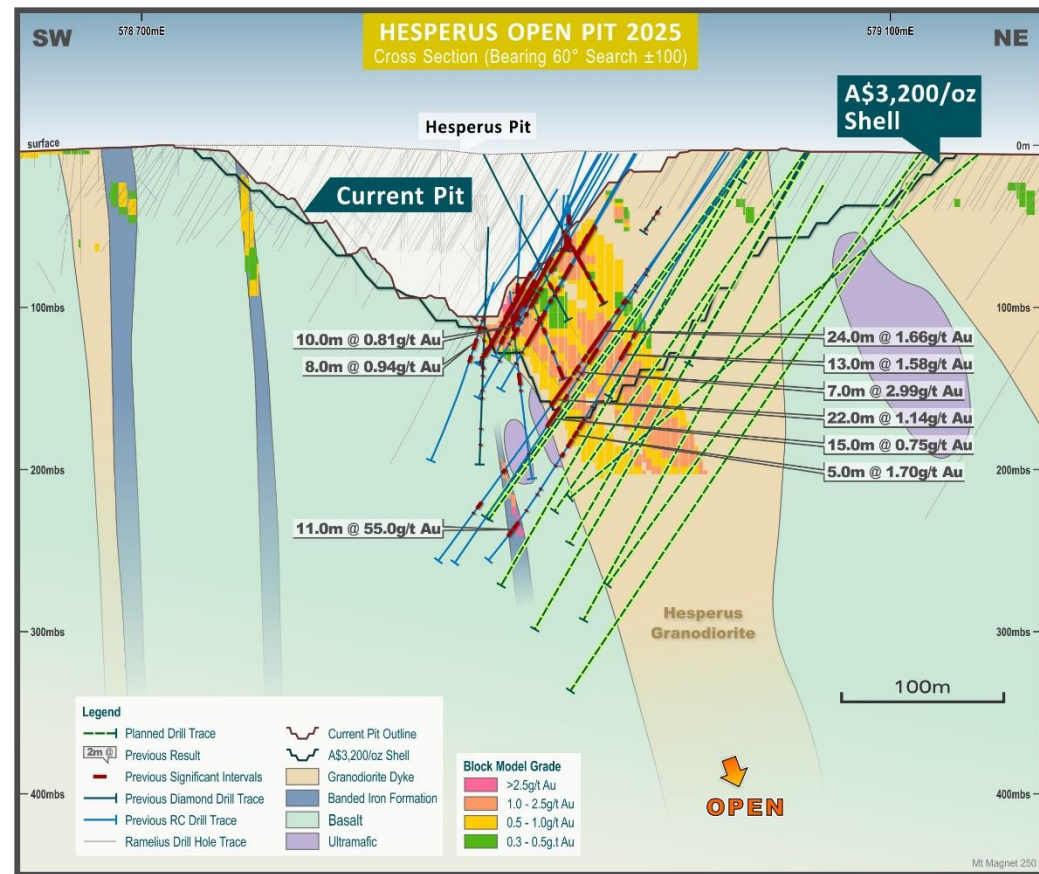 SW
578 700mE
HESPERUS OPEN PIT 2025
Cross Section (Bearing 60° Search ±100)
579 100mE
NE
A$3,200/oz
Shell
Hesperus Pit
surface
0m
Current Pit
100mbs
100mbs
10.0m @ 0.81g/t Au
8.0m @ 0.94g/t Au
24.0m @ 1.66g/t Au
13.0m @ 1.58g/t Au
7.0m @ 2.99g/t Au
22.0m @ 1.14g/t Au
15.0m @ 0.75g/t Au
5.0m @ 1.70g/t Au
200mbs
200mbs
11.0m @ 55.0g/t Au
Hesperus
Granodiorite
300mbs
300mbs
100m
Legend
Planned Drill Trace
2m @
Previous Result
Previous Significant Intervals
Previous Diamond Drill Trace
Previous RC Drill Trace
Ramelius Drill Hole Trace
Current Pit Outline
A$3,200/oz Shell
Granodiorite Dyke
Banded Iron Formation
Basalt
Ultramafic
Block Model Grade
>2.5g/t Au
1.0 - 2.5g/t Au
0.5 - 1.0g/t Au
0.3 - 0.5g.t Au
400mbs
400mbs
OPEN
Mt Magnet 250